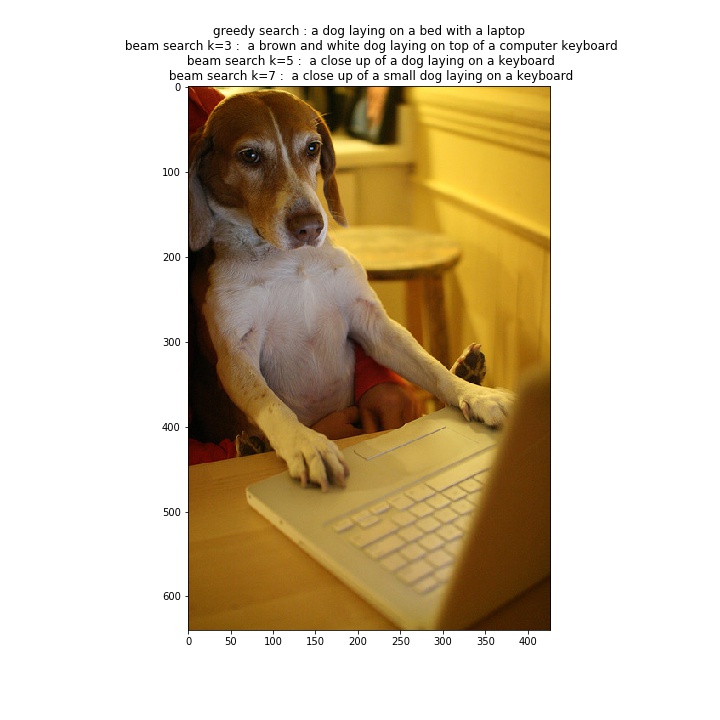 greedy search : a dog laying on a bed with a laptop
beam search k=3 :  a brown and white dog laying on top of a computer keyboard
beam search k=5 :  a close up of a dog laying on a keyboard
beam search k=7 :  a close up of a small dog laying on a keyboard
0
100
200
300
400
500
600
0 50 100 150 200 250 300 350 400